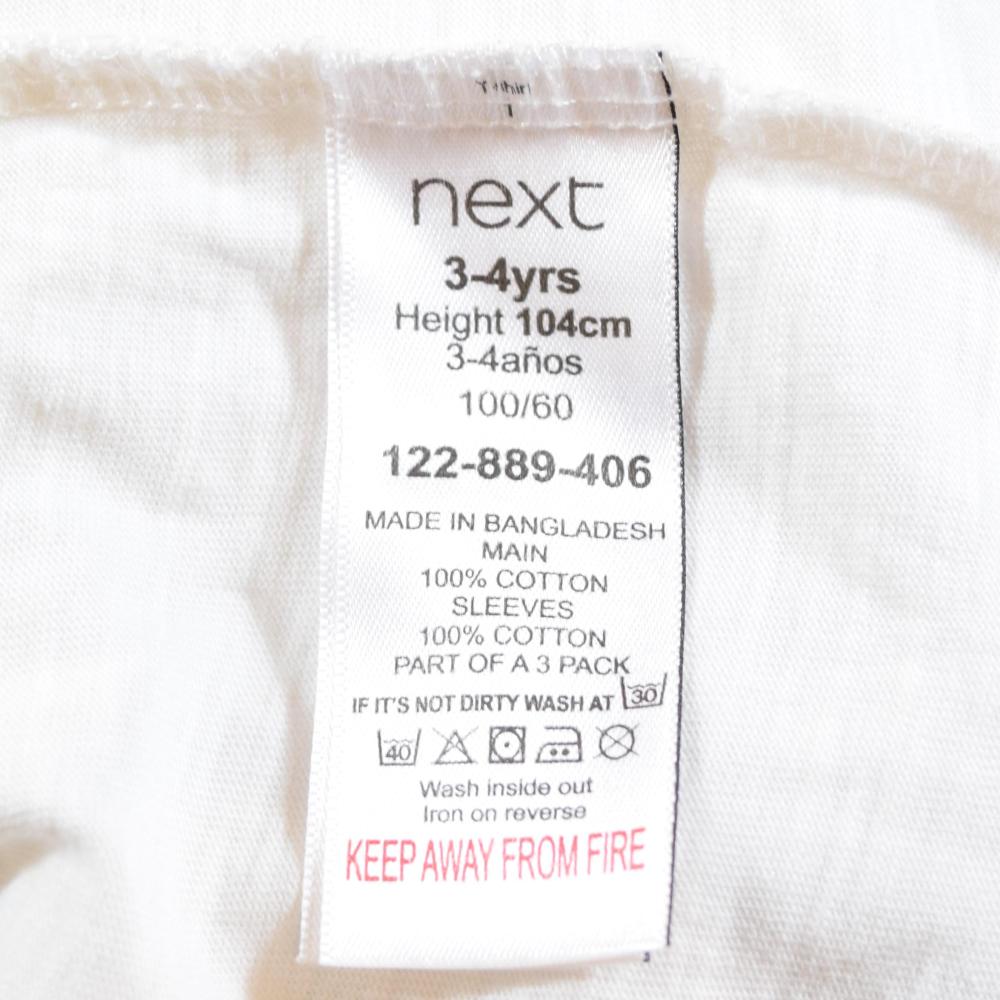 next
3-4yrs
Height 104cm
3-4años
100/60
122-889-406
MADE IN BANGLADESH
MAIN
100% COTTON
SLEEVES
100% COTTON
PART OF A 3 PACK
IF IT'S NOT DIRTY WASH AT 30
40
Wash inside out
Iron on reverse
KEEP AWAY FROM FIRE